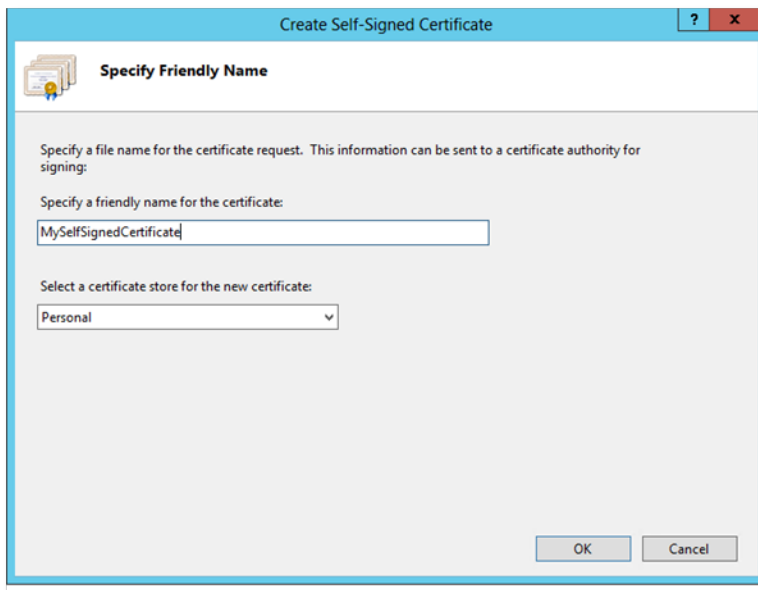 Create Self-Signed Certificate
? x
Specify Friendly Name
Specify a file name for the certificate request.  This information can be sent to a certificate authority for
signing:
Specify a friendly name for the certificate:
MySelfSignedCertificate
Select a certificate store for the new certificate:
Personal
OK Cancel